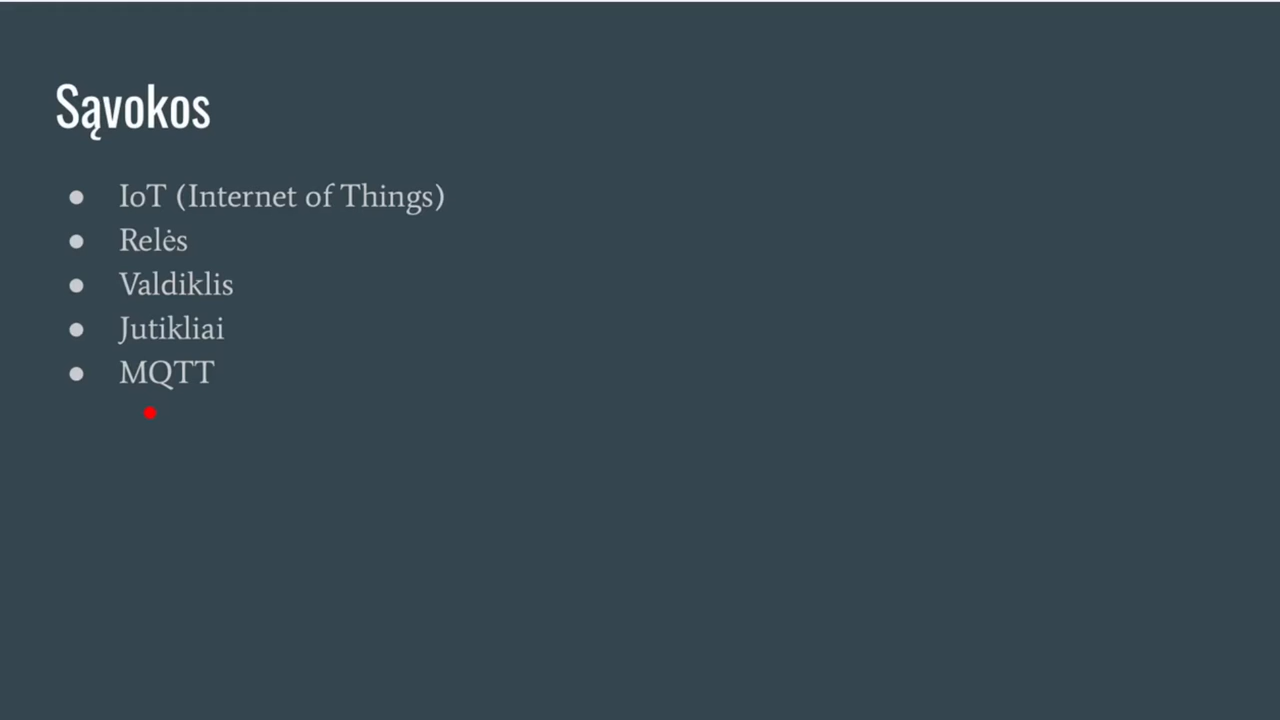 Sąvokos
● IoT (Internet of Things)
● Relės
● Valdiklis
● Jutikliai
● MQTT